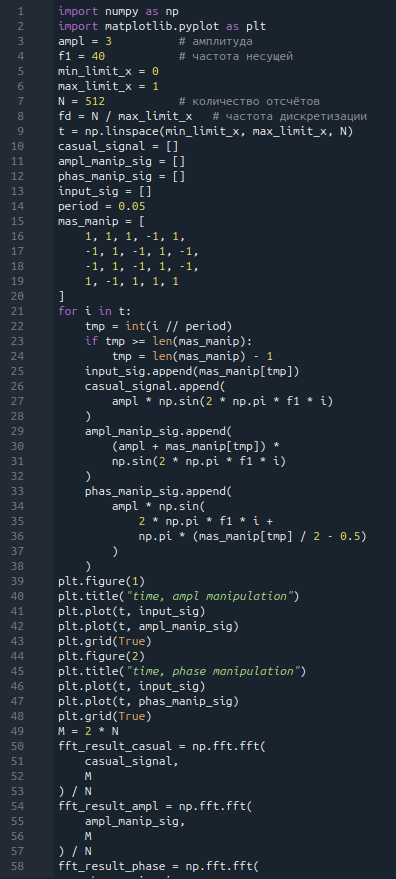 1 import numpy as np
2 import matplotlib.pyplot as plt
3 ampl = 3 # амплитуда
4 f1 = 40 # частота несущей
5 min_limit_x = 0
6 max_limit_x = 1
7 N = 512 # количество отсчётов
8 fd = N / max_limit_x # частота дискретизации
9 t = np.linspace(min_limit_x, max_limit_x, N)
10 casual_signal = []
11 ampl_manip_sig = []
12 phas_manip_sig = []
13 input_sig = []
14 period = 0.05
15 mas_manip = [
16 1, 1, 1, -1, 1,
17 -1, 1, -1, 1, -1,
18 -1, 1, -1, 1, -1,
19 1, -1, 1, 1, 1
20 ]
21 for i in t:
22 tmp = int(i // period)
23 if tmp >= len(mas_manip):
24 tmp = len(mas_manip) - 1
25 input_sig.append(mas_manip[tmp])
26 casual_signal.append(
27 ampl * np.sin(2 * np.pi * f1 * i)
28 )
29 ampl_manip_sig.append(
30 (ampl + mas_manip[tmp]) *
31 np.sin(2 * np.pi * f1 * i)
32 )
33 phas_manip_sig.append(
34 ampl * np.sin(
35 2 * np.pi * f1 * i +
36 np.pi * (mas_manip[tmp] / 2 - 0.5)
37 )
38 )
39 plt.figure(1)
40 plt.title("time, ampl manipulation")
41 plt.plot(t, input_sig)
42 plt.plot(t, ampl_manip_sig)
43 plt.grid(True)
44 plt.figure(2)
45 plt.title("time, phase manipulation")
46 plt.plot(t, input_sig)
47 plt.plot(t, phas_manip_sig)
48 plt.grid(True)
49 M = 2 * N
50 fft_result_casual = np.fft.fft(
51 casual_signal,
52 M
53 ) / N
54 fft_result_ampl = np.fft.fft(
55 ampl_manip_sig,
56 M
57 ) / N
58 fft_result_phase = np.fft.fft(